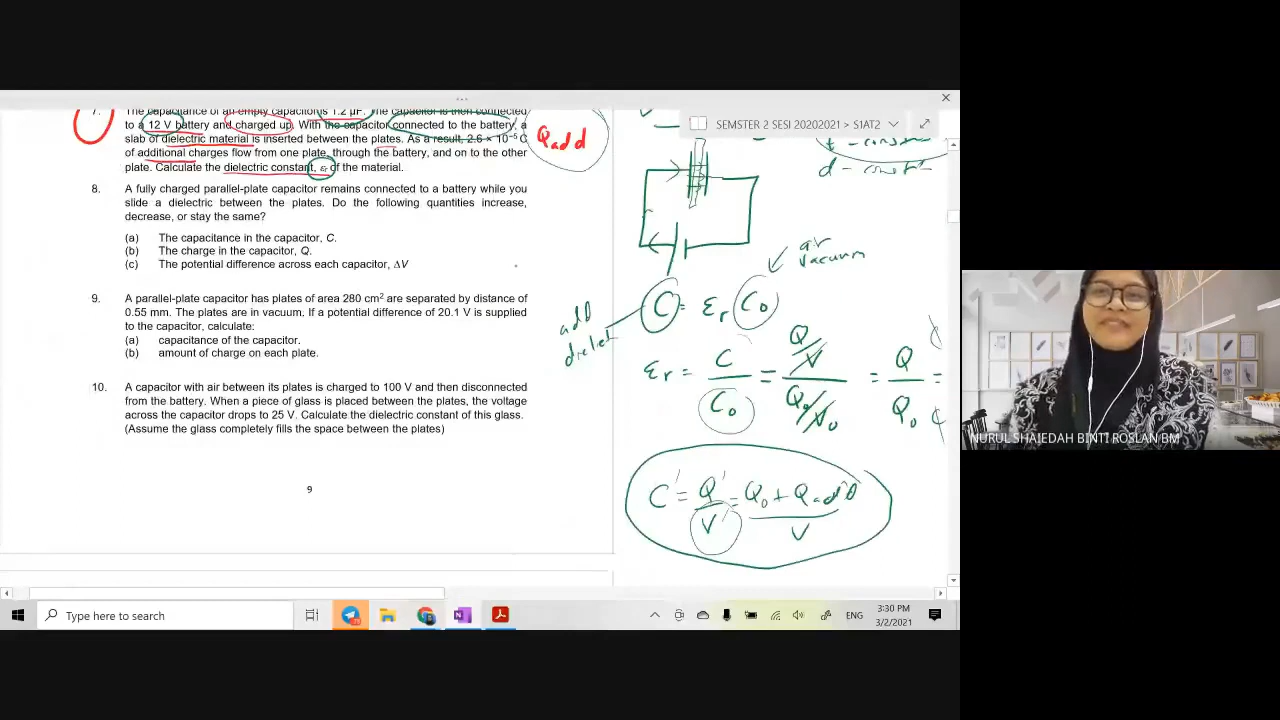 7. The capacitance of an empty capacitor is 1.2 μF. The capacitor is then connected
to a 12 V battery and charged up. With the capacitor connected to the battery, a
slab of dielectric material is inserted between the plates. As a result, 2.6 × 10⁻⁵ C
of additional charges flow from one plate, through the battery, and on to the other
plate. Calculate the dielectric constant, εr of the material.
Qadd
8. A fully charged parallel-plate capacitor remains connected to a battery while you
slide a dielectric between the plates. Do the following quantities increase,
decrease, or stay the same?
(a) The capacitance in the capacitor, C.
(b) The charge in the capacitor, Q.
(c) The potential difference across each capacitor, ΔV
9. A parallel-plate capacitor has plates of area 280 cm² are separated by distance of
0.55 mm. The plates are in vacuum. If a potential difference of 20.1 V is supplied
to the capacitor, calculate:
(a) capacitance of the capacitor.
(b) amount of charge on each plate.
10. A capacitor with air between its plates is charged to 100 V and then disconnected
from the battery. When a piece of glass is placed between the plates, the voltage
across the capacitor drops to 25 V. Calculate the dielectric constant of this glass.
(Assume the glass completely fills the space between the plates)
9
SEMSTER 2 SESI 20202021 > S1AT2
d - const
air
vacuum
C = εr C₀
add
εr = C/C₀ = (Q/V)/(Q₀/V₀) = Q/Q₀ =
C' = Q'/V = (Q₀ + Qadd)/V
NURUL SHAIEDAH BINTI ROSLAN BM
Type here to search
ENG
3:30 PM
3/2/2021